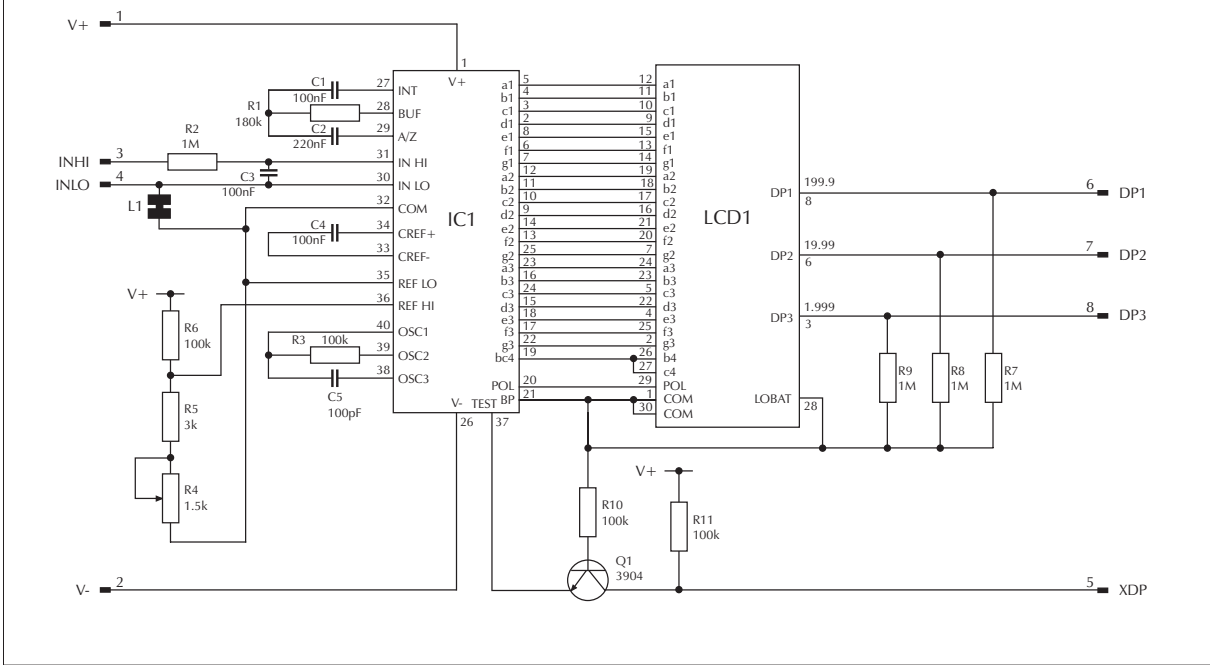 V+ 1
1
V+
C1
100nF
27 INT
R1
180k
28 BUF
C2
220nF
29 A/Z
INHI 3
R2
1M
31 IN HI
INLO 4
C3
100nF
30 IN LO
L1
32 COM
C4
100nF
34 CREF+
33 CREF-
35 REF LO
36 REF HI
V+
R6
100k
R5
3k
R4
1.5k
40 OSC1
R3 100k
39 OSC2
38 OSC3
C5
100pF
IC1
V- TEST
26 37
a1 5 12 a1
b1 4 11 b1
c1 3 10 c1
d1 2 9 d1
e1 8 15 e1
f1 6 13 f1
g1 7 14 g1
a2 12 19 a2
b2 11 18 b2
c2 10 17 c2
d2 9 16 d2
e2 14 21 e2
f2 13 20 f2
g2 25 7 g2
a3 23 24 a3
b3 16 23 b3
c3 24 5 c3
d3 15 22 d3
e3 18 4 e3
f3 17 25 f3
g3 22 2 g3
bc4 19 26 b4
27 c4
POL 20 29 POL
BP 21 1 COM
30 COM
LCD1
DP1 199.9
8
6 DP1
DP2 19.99
6
7 DP2
DP3 1.999
3
8 DP3
R9
1M
R8
1M
R7
1M
LOBAT 28
V+
R10
100k
R11
100k
Q1
3904
V- 2
5 XDP